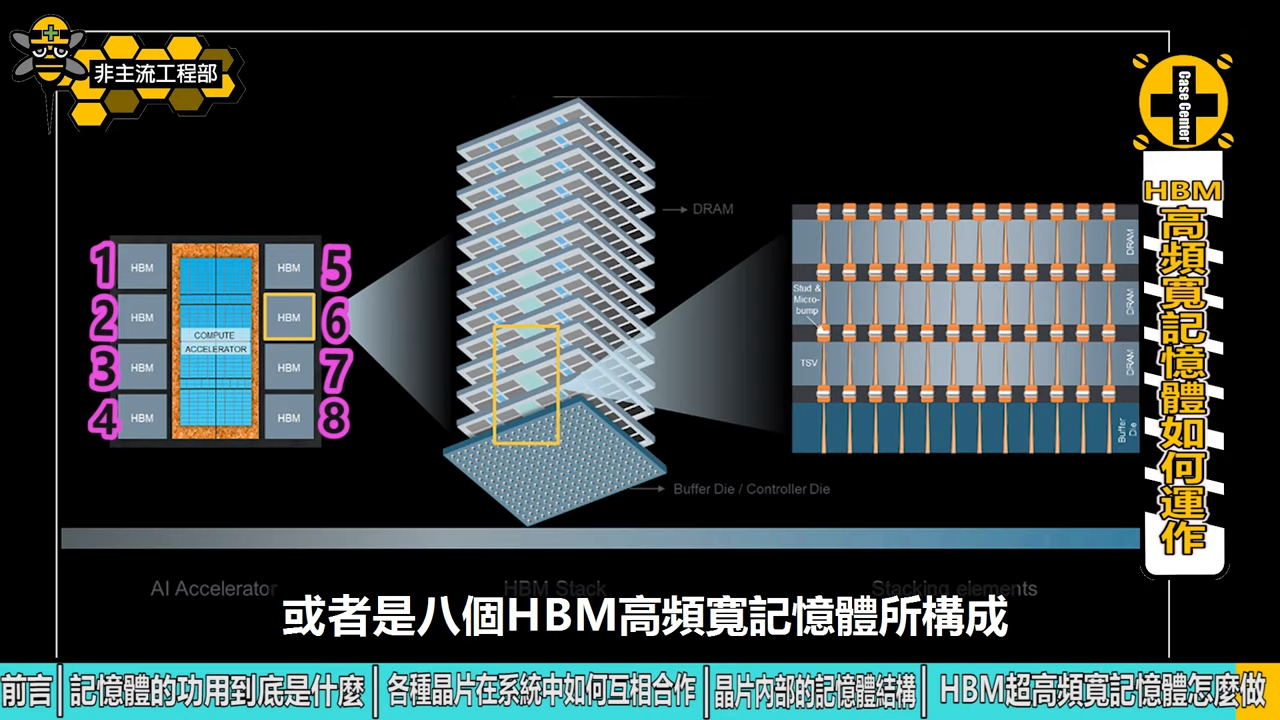 非主流工程部
Case Center
HBM
高頻寬記憶體如何運作
1
HBM
2
HBM
3
HBM
4
HBM
COMPUTE
ACCELERATOR
HBM
5
HBM
6
HBM
7
HBM
8
DRAM
Buffer Die / Controller Die
DRAM
DRAM
DRAM
Stud &
Micro-
bump
TSV
Buffer
Die
AI Accelerator
HBM Stack
Stacking elements
或者是八個HBM高頻寬記憶體所構成
前言|記憶體的功用到底是什麼|各種晶片在系統中如何互相合作|晶片內部的記憶體結構|HBM超高頻寬記憶體怎麼做